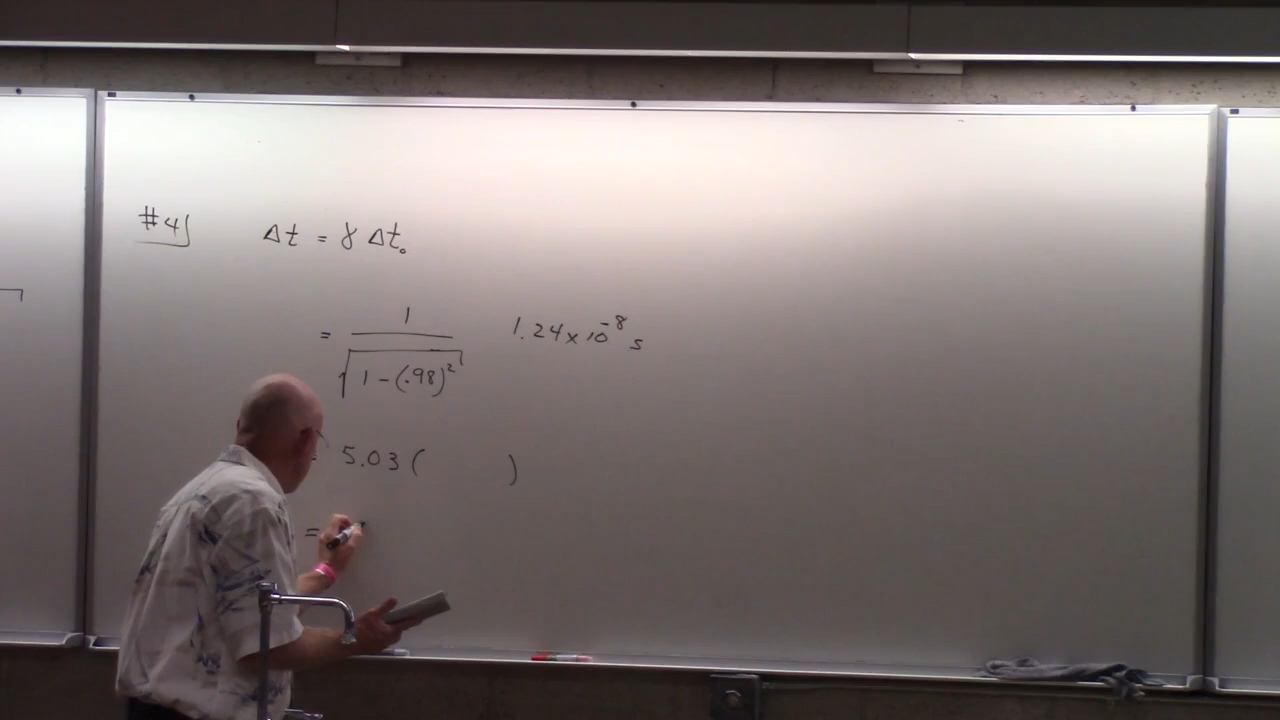 #4 Δt = γ Δt₀
= 1 / √(1-(.98)²) 1.24 x 10⁻⁸ s
5.03 ( )
=